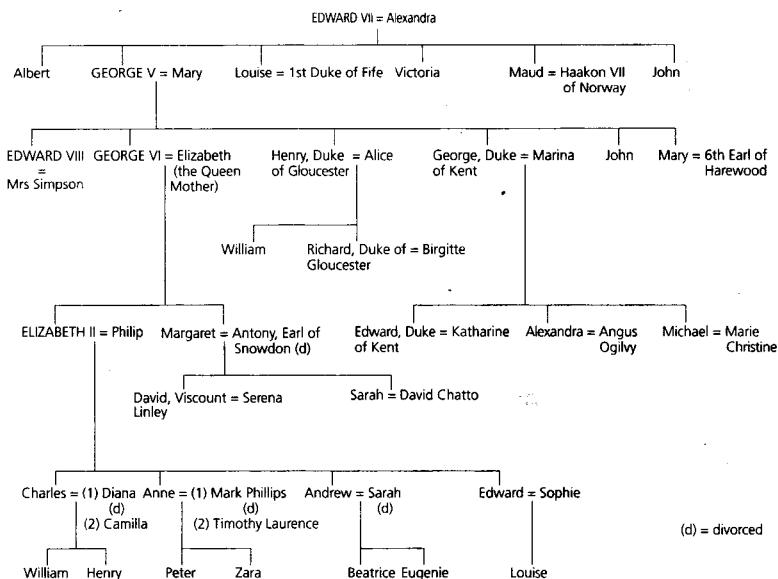 EDWARD VII = Alexandra
Albert GEORGE V = Mary Louise = 1st Duke of Fife Victoria Maud = Haakon VII John
of Norway
EDWARD VIII GEORGE VI = Elizabeth Henry, Duke = Alice George, Duke = Marina John Mary = 6th Earl of
= (the Queen of Gloucester of Kent Harewood
Mrs Simpson Mother)
William Richard, Duke of = Birgitte
Gloucester
ELIZABETH II = Philip Margaret = Antony, Earl of Edward, Duke = Katharine Alexandra = Angus Michael = Marie
Snowdon (d) of Kent Ogilvy Christine
David, Viscount = Serena Sarah = David Chatto
Linley
Charles = (1) Diana Anne = (1) Mark Phillips Andrew = Sarah Edward = Sophie
(d) (d) (d)
(2) Camilla (2) Timothy Laurence (d) = divorced
William Henry Peter Zara Beatrice Eugenie Louise